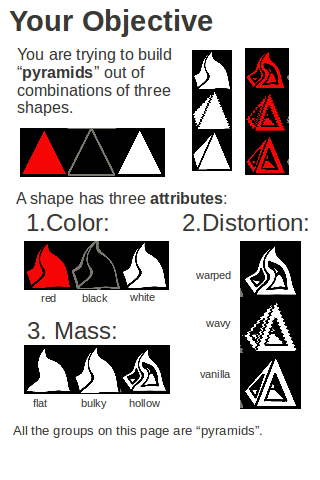 Your Objective
You are trying to build
“pyramids” out of
combinations of three
shapes.
A shape has three attributes:
1.Color:
2.Distortion:
red black white
warped
wavy
vanilla
3. Mass:
flat bulky hollow
All the groups on this page are “pyramids”.